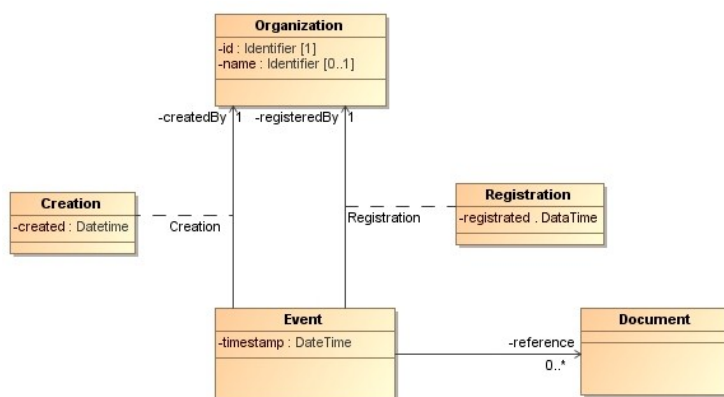 Organization
-id : Identifier [1]
-name : Identifier [0..1]
-createdBy 1
-registeredBy 1
Creation
-created : Datetime
Creation
Registration
Registration
-registrated . DataTime
Event
-timestamp : DateTime
-reference
0..*
Document